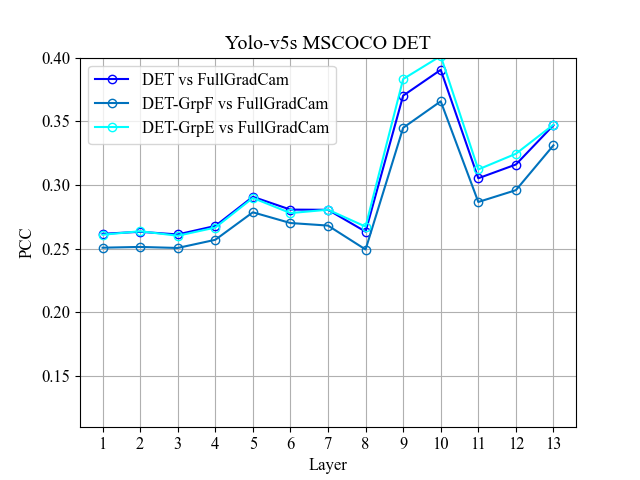 Yolo-v5s MSCOCO DET
DET vs FullGradCam
DET-GrpF vs FullGradCam
DET-GrpE vs FullGradCam
0.40
0.35
0.30
0.25
0.20
0.15
PCC
1 2 3 4 5 6 7 8 9 10 11 12 13
Layer